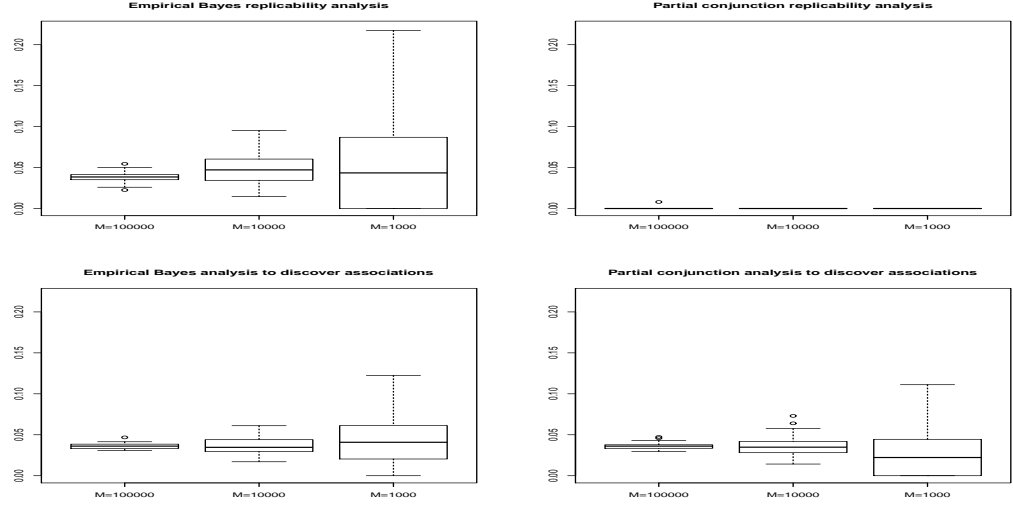 Empirical Bayes replicability analysis
0.20
0.15
0.10
0.05
0.00
M=100000 M=10000 M=1000
Partial conjunction replicability analysis
0.20
0.15
0.10
0.05
0.00
M=100000 M=10000 M=1000
Empirical Bayes analysis to discover associations
0.20
0.15
0.10
0.05
0.00
M=100000 M=10000 M=1000
Partial conjunction analysis to discover associations
0.20
0.15
0.10
0.05
0.00
M=100000 M=10000 M=1000